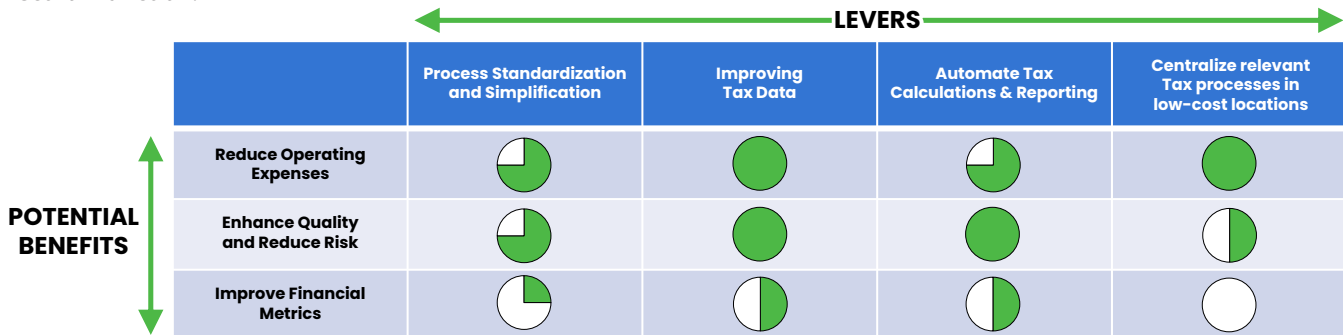 LEVERS
Process Standardization
and Simplification
Improving
Tax Data
Automate Tax
Calculations & Reporting
Centralize relevant
Tax processes in
low-cost locations
POTENTIAL
BENEFITS
Reduce Operating
Expenses
Enhance Quality
and Reduce Risk
Improve Financial
Metrics